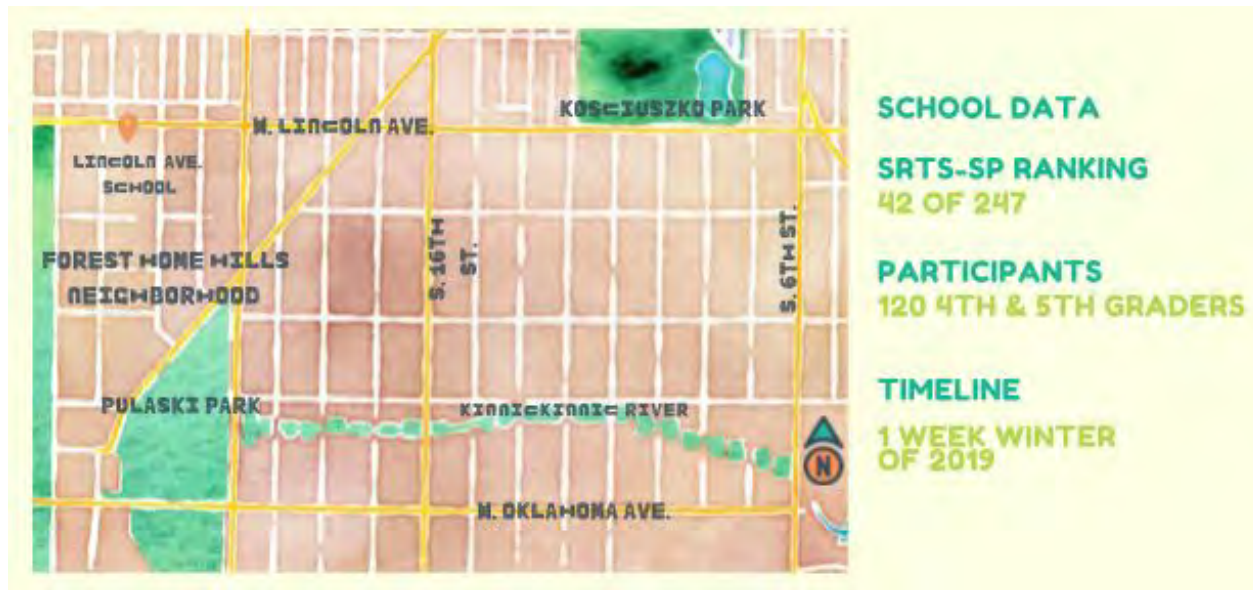 KOSCIUSZKO PARK
W. LINCOLN AVE.
LINCOLN AVE.
SCHOOL
S. 16TH
ST.
S. 6TH ST.
FOREST HOME HILLS
NEIGHBORHOOD
PULASKI PARK
KINNICKINNIC RIVER
N
W. OKLAHOMA AVE.
SCHOOL DATA
SRTS-SP RANKING
42 OF 247
PARTICIPANTS
120 4TH & 5TH GRADERS
TIMELINE
1 WEEK WINTER
OF 2019